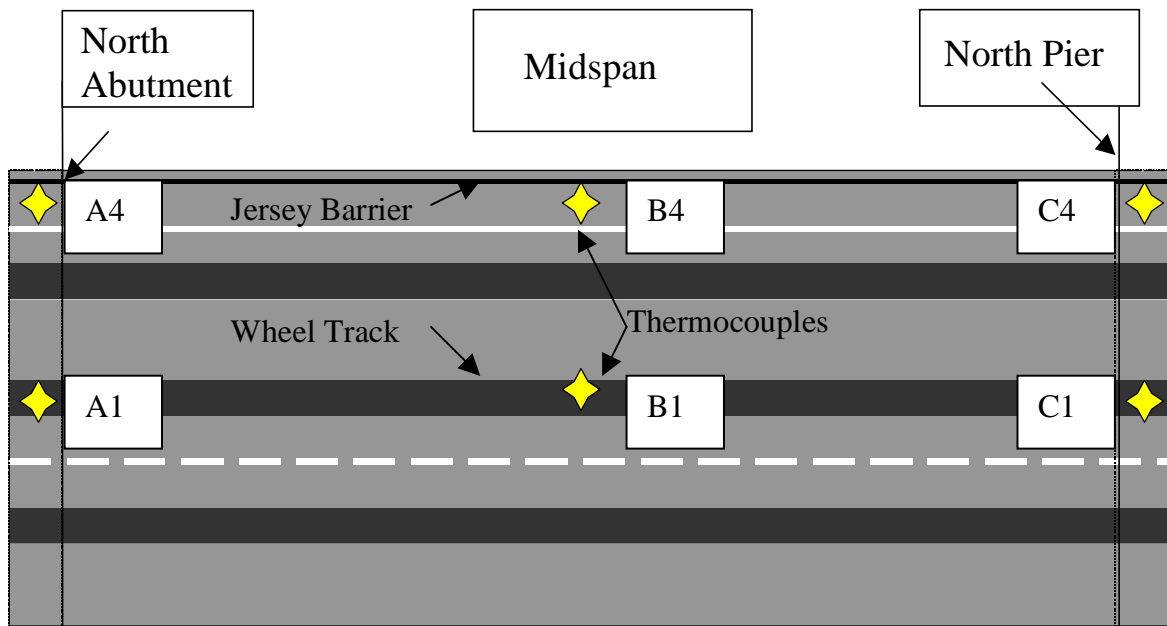 North
Abutment
Midspan
North Pier
A4
Jersey Barrier
B4
C4
Wheel Track
Thermocouples
A1
B1
C1